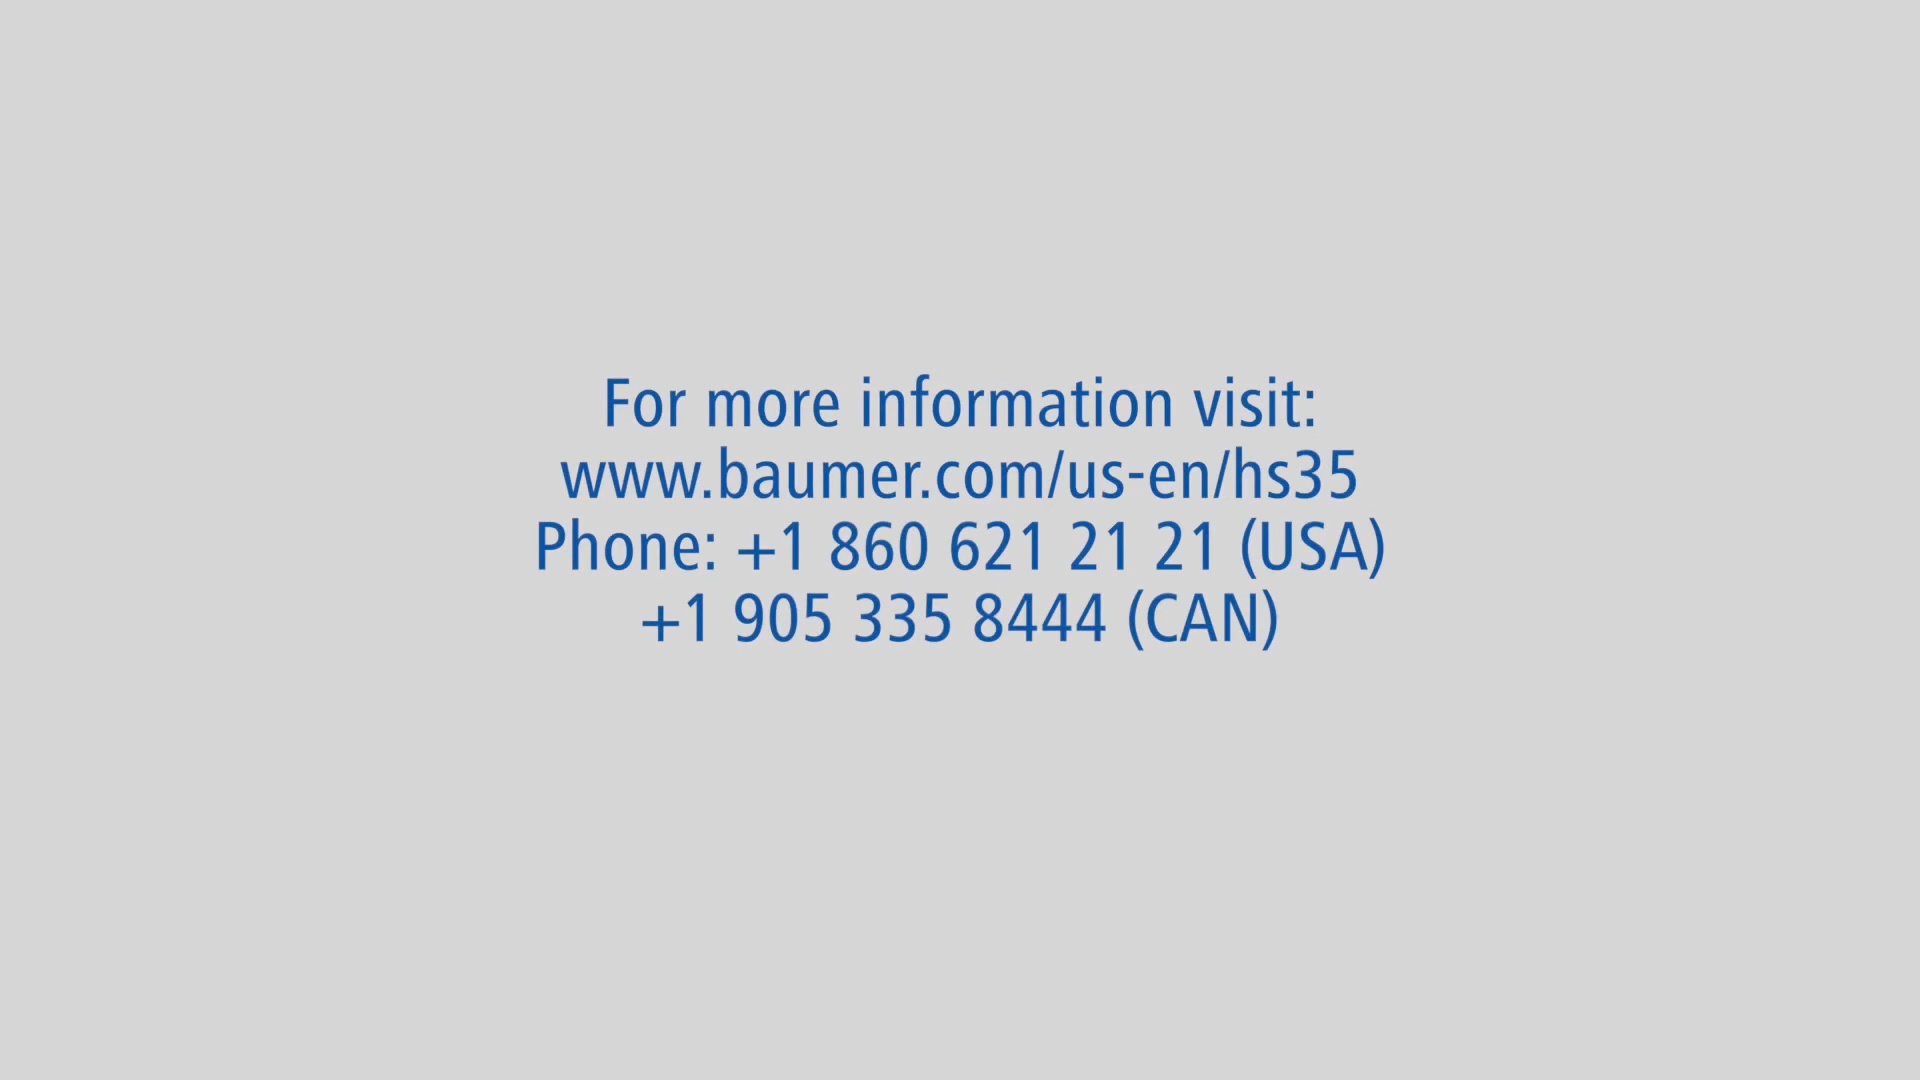 For more information visit:
www.baumer.com/us-en/hs35
Phone: +1 860 621 21 21 (USA)
+1 905 335 8444 (CAN)